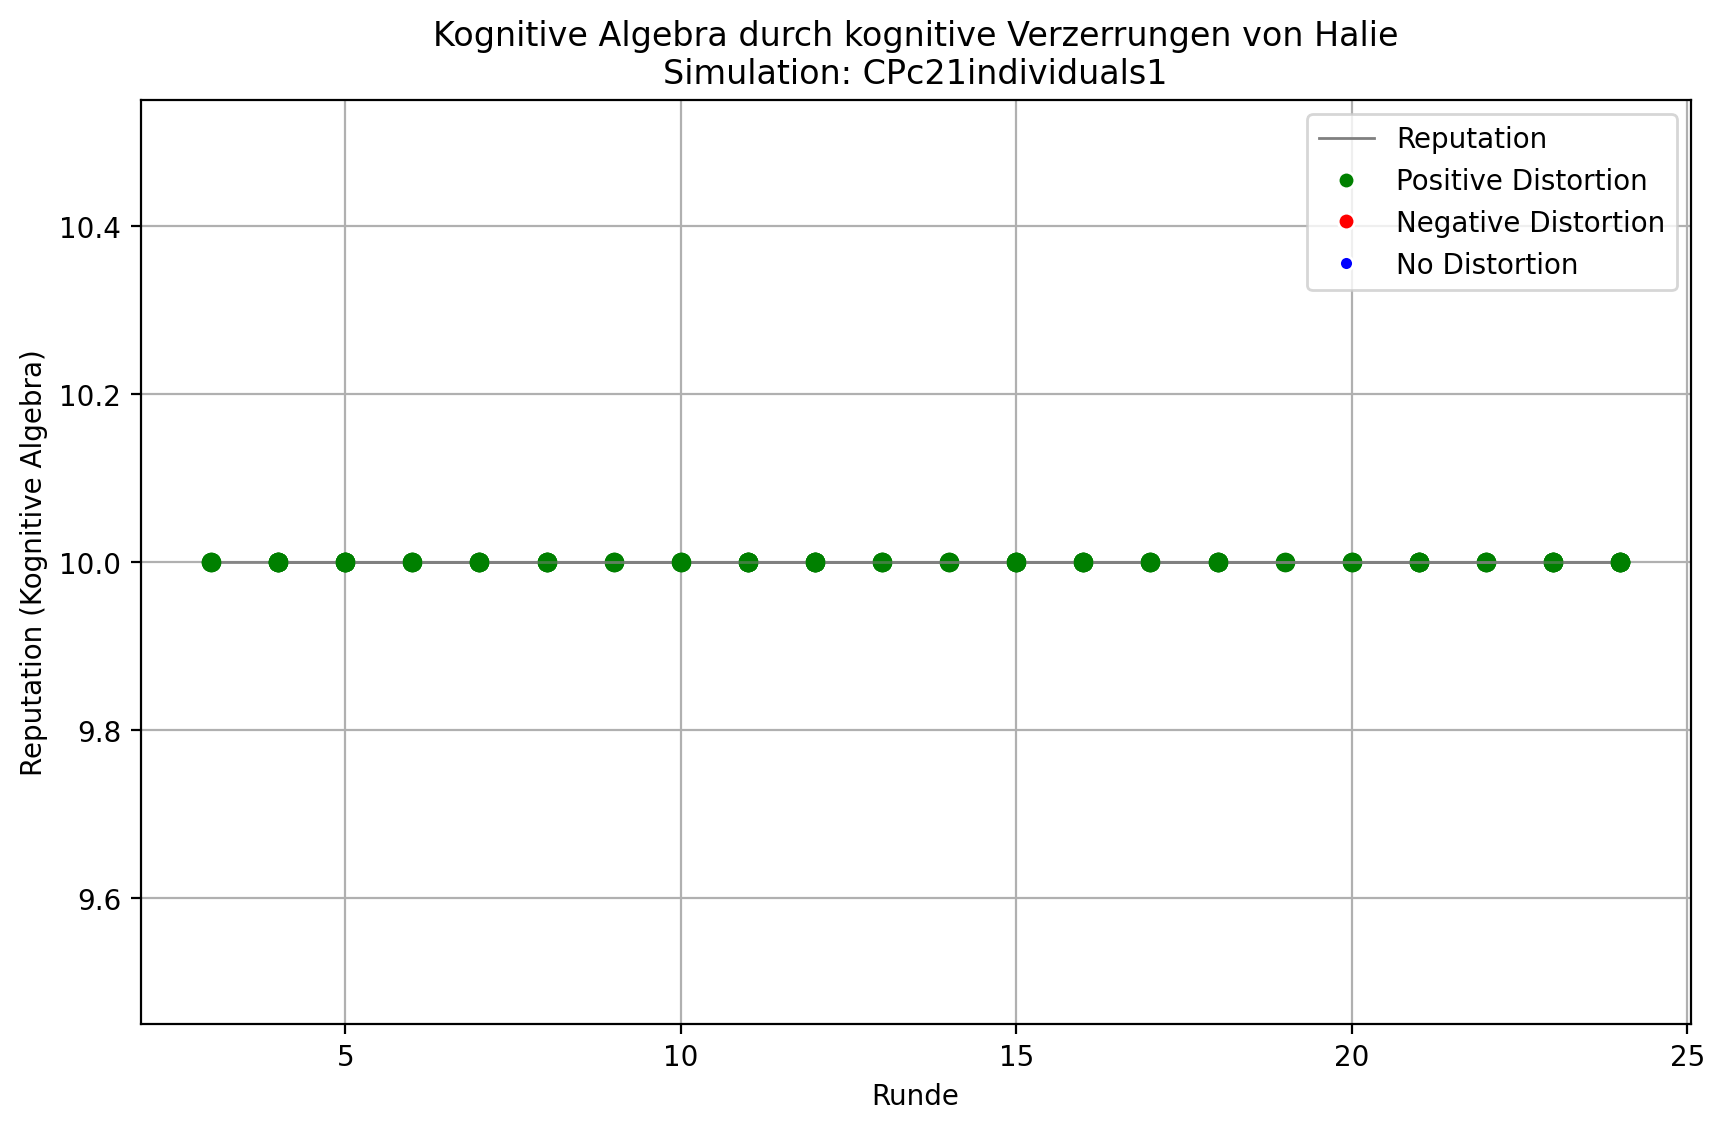 Kognitive Algebra durch kognitive Verzerrungen von Halie
Simulation: CPc21individuals1
Reputation
Positive Distortion
Negative Distortion
No Distortion
Reputation (Kognitive Algebra)
10.4
10.2
10.0
9.8
9.6
5
10
15
20
25
Runde